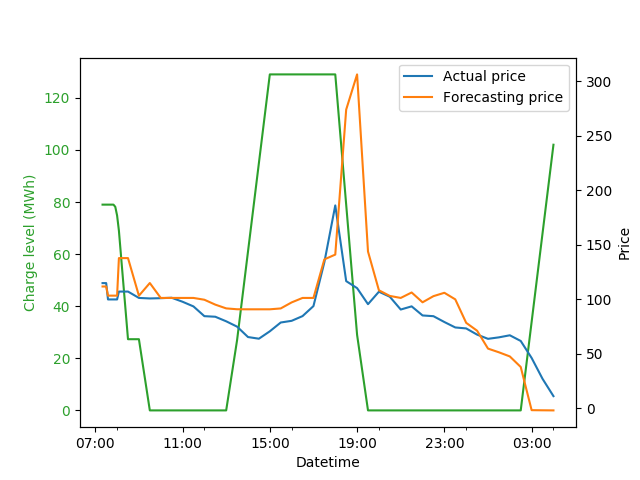 Actual price
Forecasting price
Charge level (MWh)
120
100
80
60
40
20
0
300
250
200
150
100
50
0
Price
07:00 11:00 15:00 19:00 23:00 03:00
Datetime